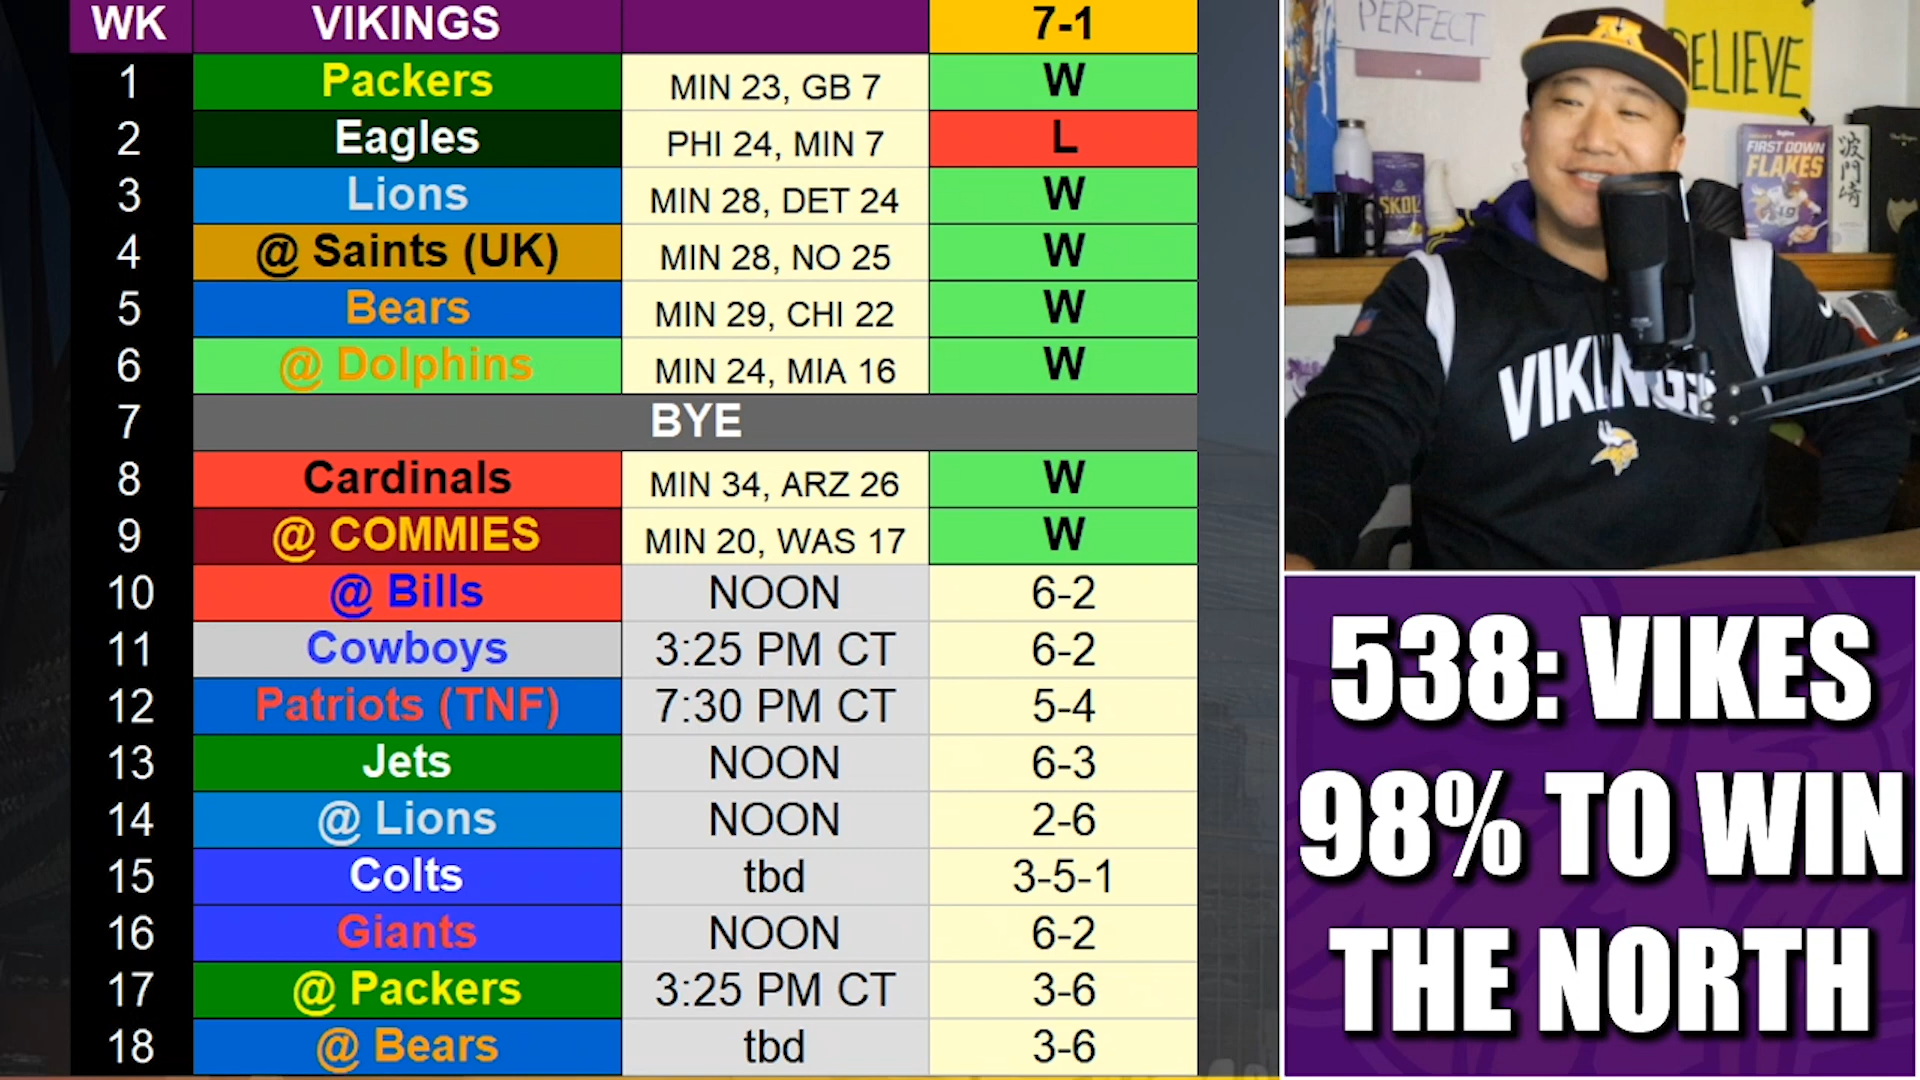 WK VIKINGS 7-1
1 Packers MIN 23, GB 7 W
2 Eagles PHI 24, MIN 7 L
3 Lions MIN 28, DET 24 W
4 @ Saints (UK) MIN 28, NO 25 W
5 Bears MIN 29, CHI 22 W
6 @ Dolphins MIN 24, MIA 16 W
7 BYE
8 Cardinals MIN 34, ARZ 26 W
9 @ COMMIES MIN 20, WAS 17 W
10 @ Bills NOON 6-2
11 Cowboys 3:25 PM CT 6-2
12 Patriots (TNF) 7:30 PM CT 5-4
13 Jets NOON 6-3
14 @ Lions NOON 2-6
15 Colts tbd 3-5-1
16 Giants NOON 6-2
17 @ Packers 3:25 PM CT 3-6
18 @ Bears tbd 3-6
PERFECT
BELIEVE
FIRST DOWN
FLAKES
19
SKOL
VIKINGS
538: VIKES
98% TO WIN
THE NORTH